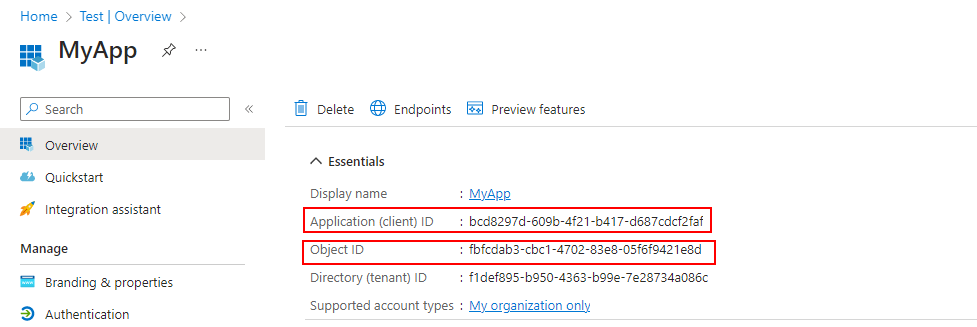 Home > Test | Overview >
MyApp
Search
«
Delete
Endpoints
Preview features
Overview
Quickstart
Integration assistant
Manage
Branding & properties
Authentication
Essentials
Display name : MyApp
Application (client) ID : bcd8297d-609b-4f21-b417-d687cdcf2faf
Object ID : fbfcdab3-cbc1-4702-83e8-05f6f9421e8d
Directory (tenant) ID : f1def895-b950-4363-b99e-7e28734a086c
Supported account types : My organization only